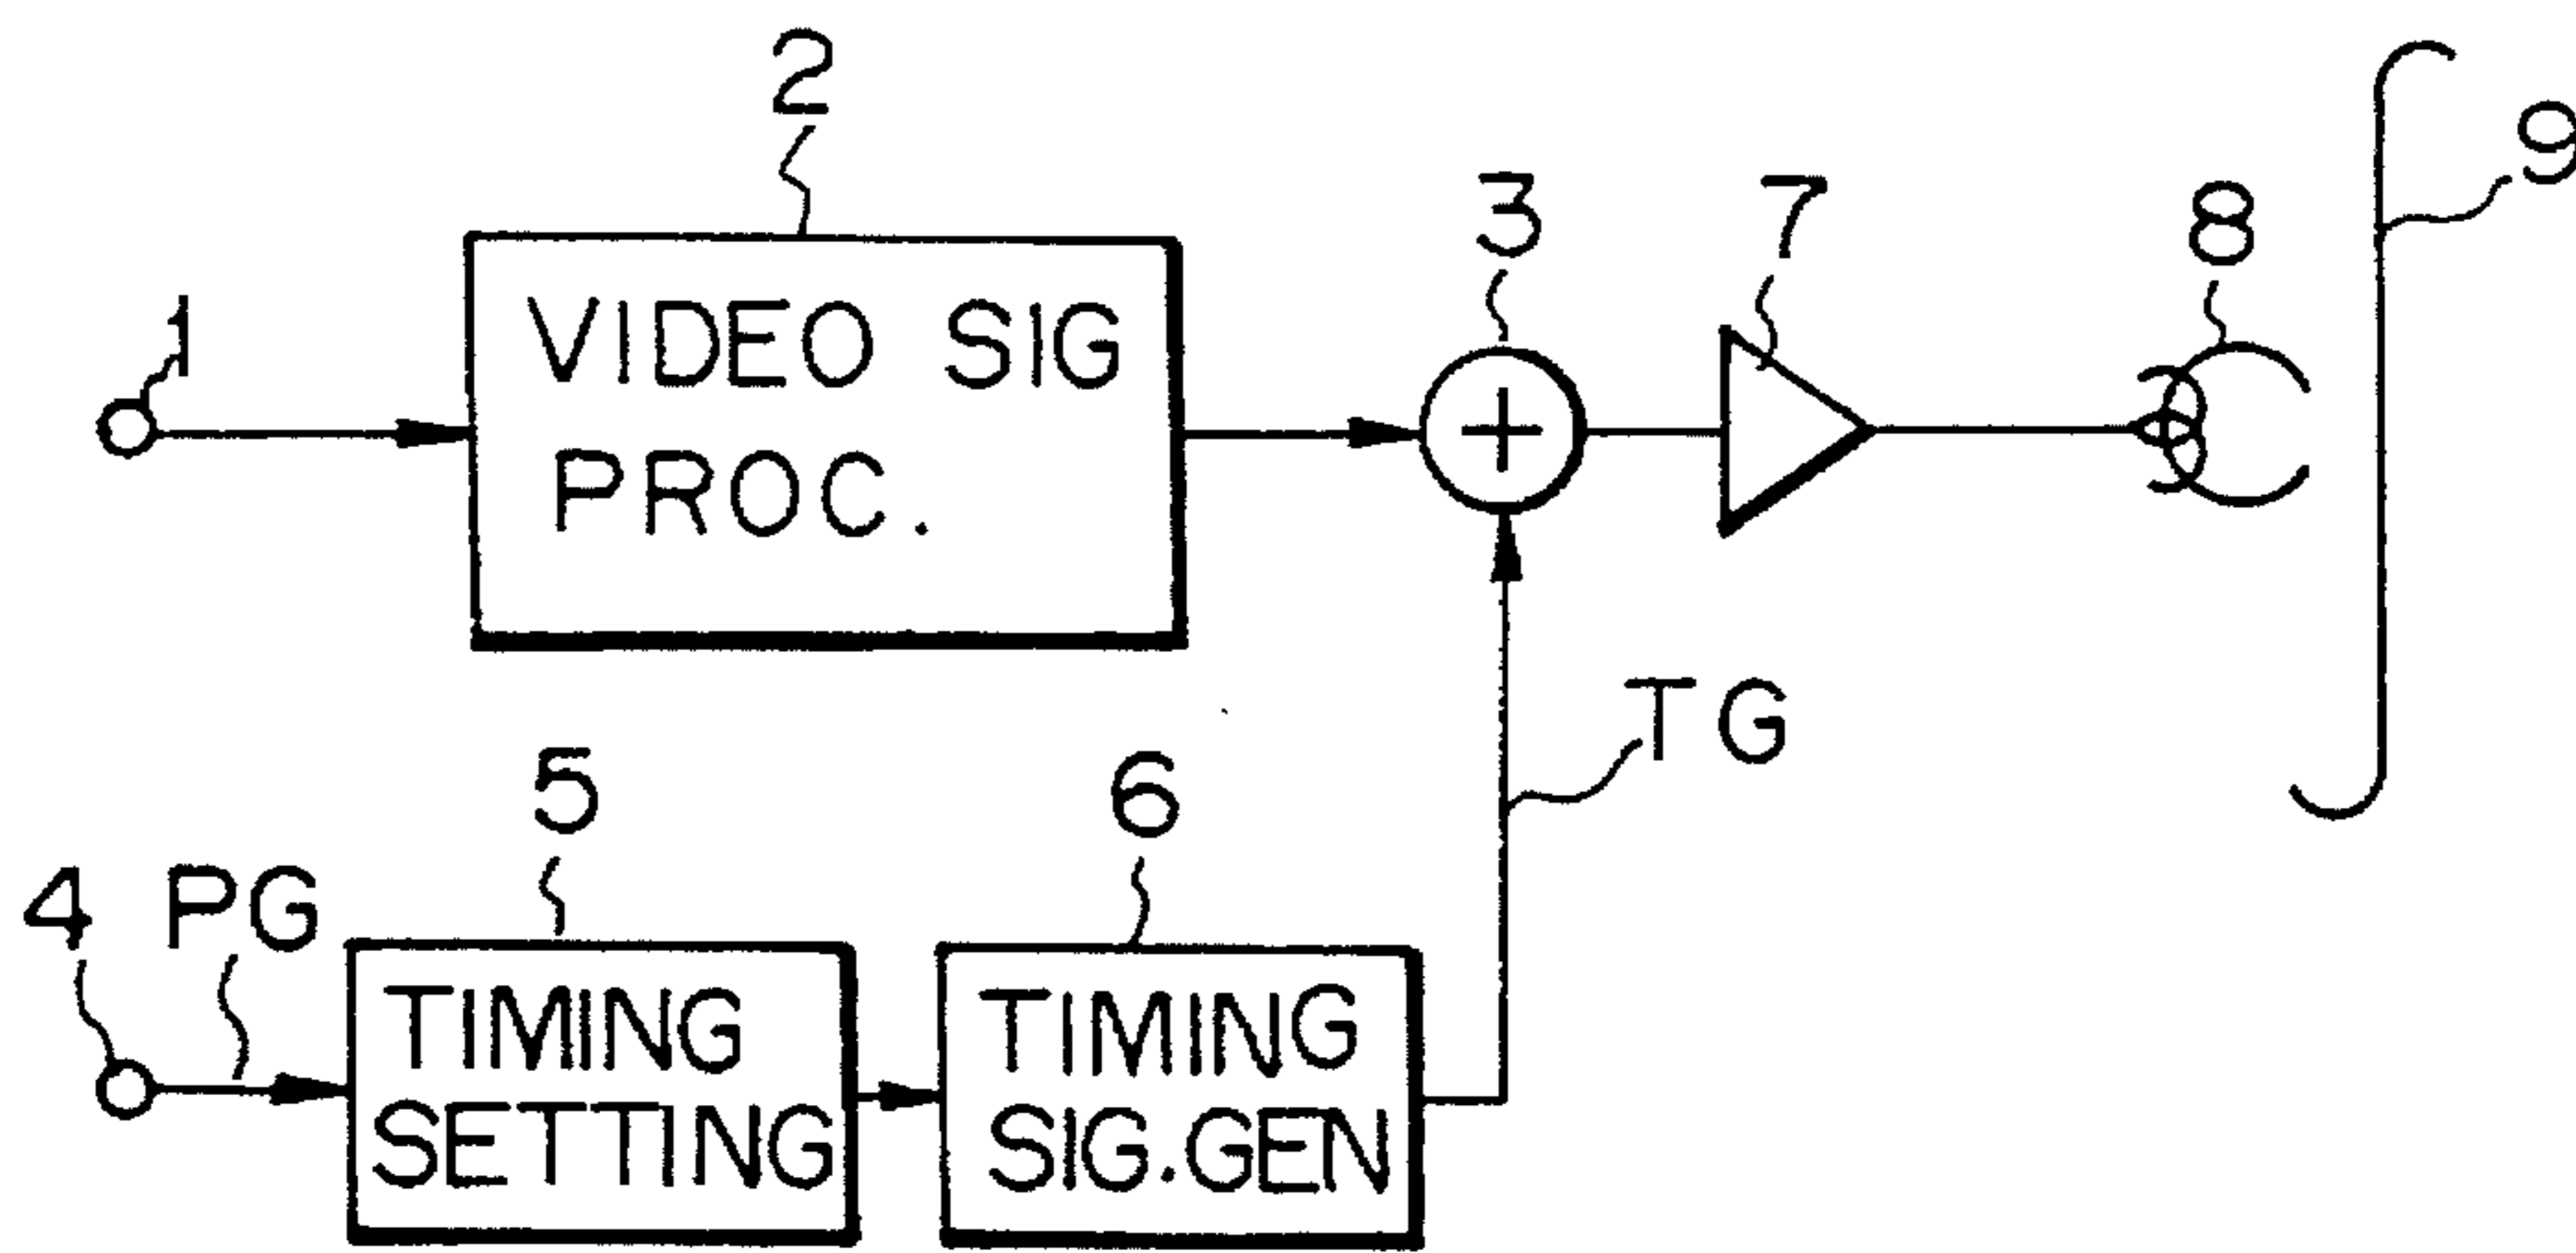 2
1
VIDEO SIG
PROC.
3
+
7
8
9
TG
5
6
4
PG
TIMING
SETTING
TIMING
SIG.GEN